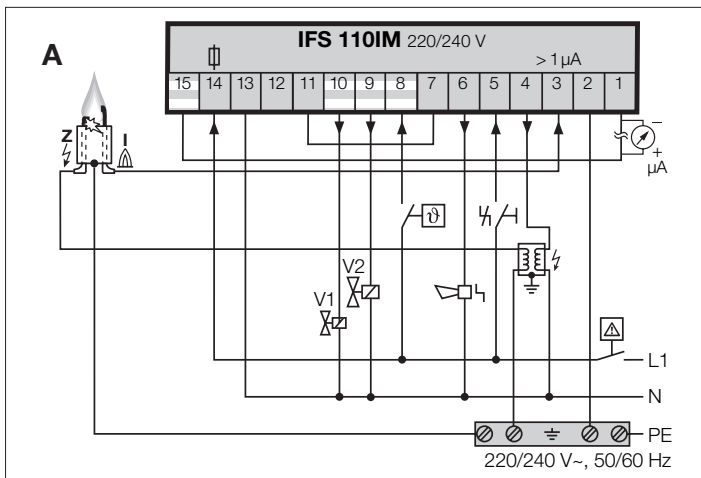 A
IFS 110IM 220/240 V
> 1 µA
15 14 13 12 11 10 9 8 7 6 5 4 3 2 1
Z
I
–
+
µA
ϑ
V2
V1
L1
N
PE
220/240 V~, 50/60 Hz